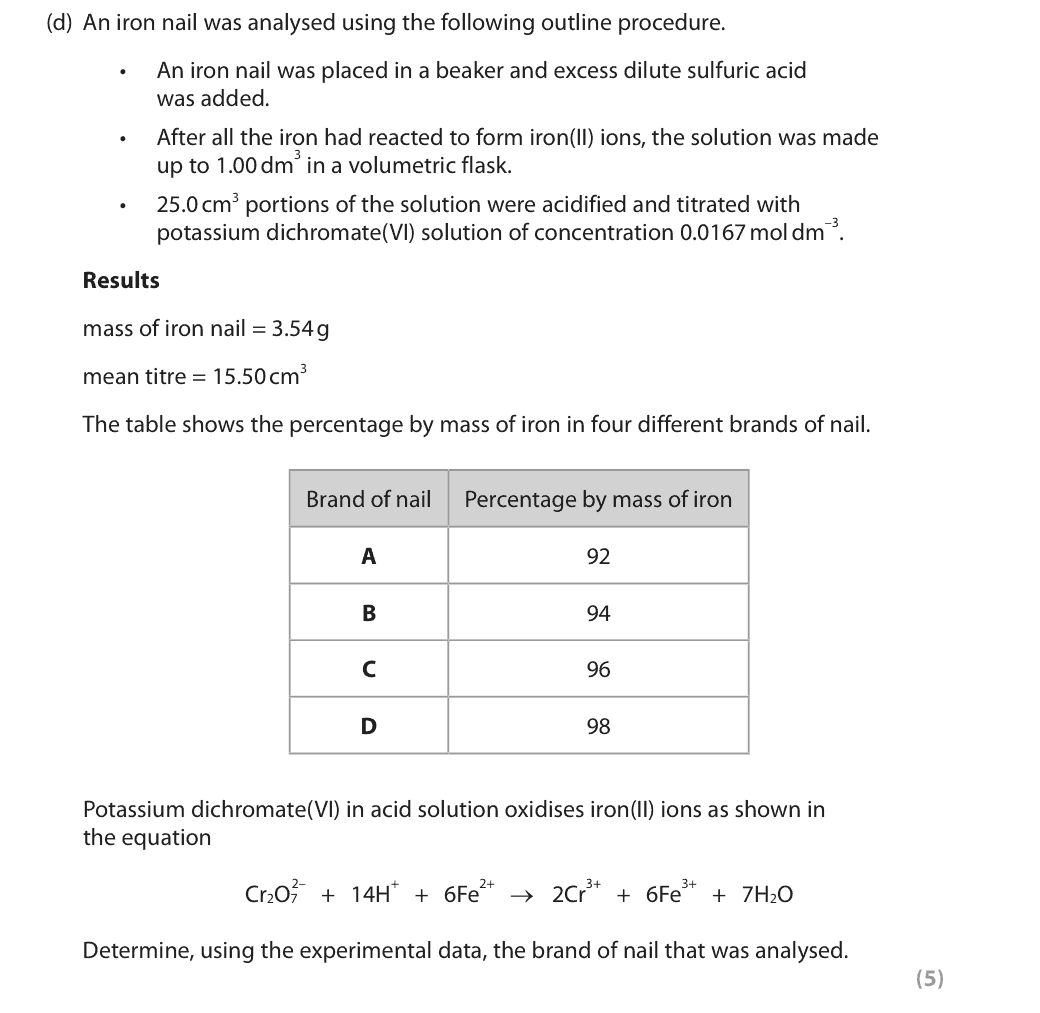 (d) An iron nail was analysed using the following outline procedure.
• An iron nail was placed in a beaker and excess dilute sulfuric acid
was added.
• After all the iron had reacted to form iron(II) ions, the solution was made
up to 1.00 dm³ in a volumetric flask.
• 25.0 cm³ portions of the solution were acidified and titrated with
potassium dichromate(VI) solution of concentration 0.0167 mol dm⁻³.
Results
mass of iron nail = 3.54 g
mean titre = 15.50 cm³
The table shows the percentage by mass of iron in four different brands of nail.
Brand of nail Percentage by mass of iron
A 92
B 94
C 96
D 98
Potassium dichromate(VI) in acid solution oxidises iron(II) ions as shown in
the equation
Cr₂O₇²⁻ + 14H⁺ + 6Fe²⁺ → 2Cr³⁺ + 6Fe³⁺ + 7H₂O
Determine, using the experimental data, the brand of nail that was analysed.
(5)